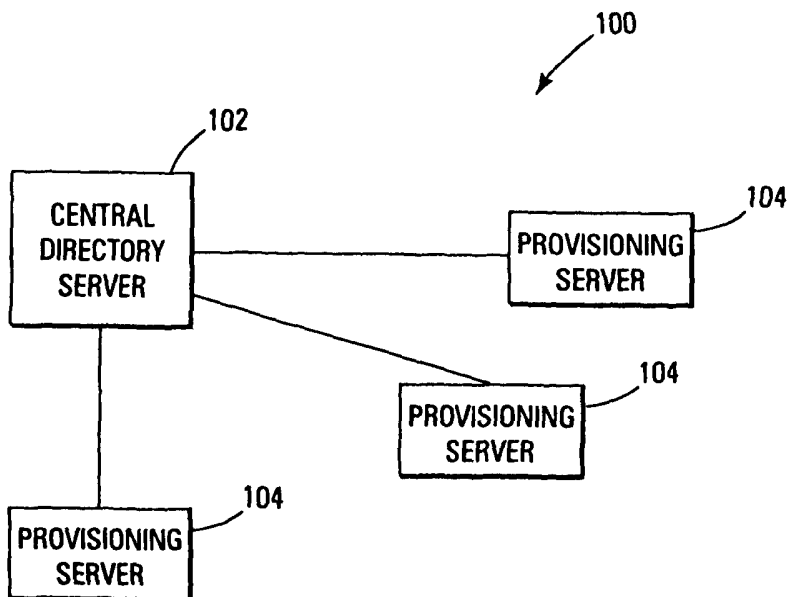 100
102
CENTRAL
DIRECTORY
SERVER
104
PROVISIONING
SERVER
104
PROVISIONING
SERVER
104
PROVISIONING
SERVER